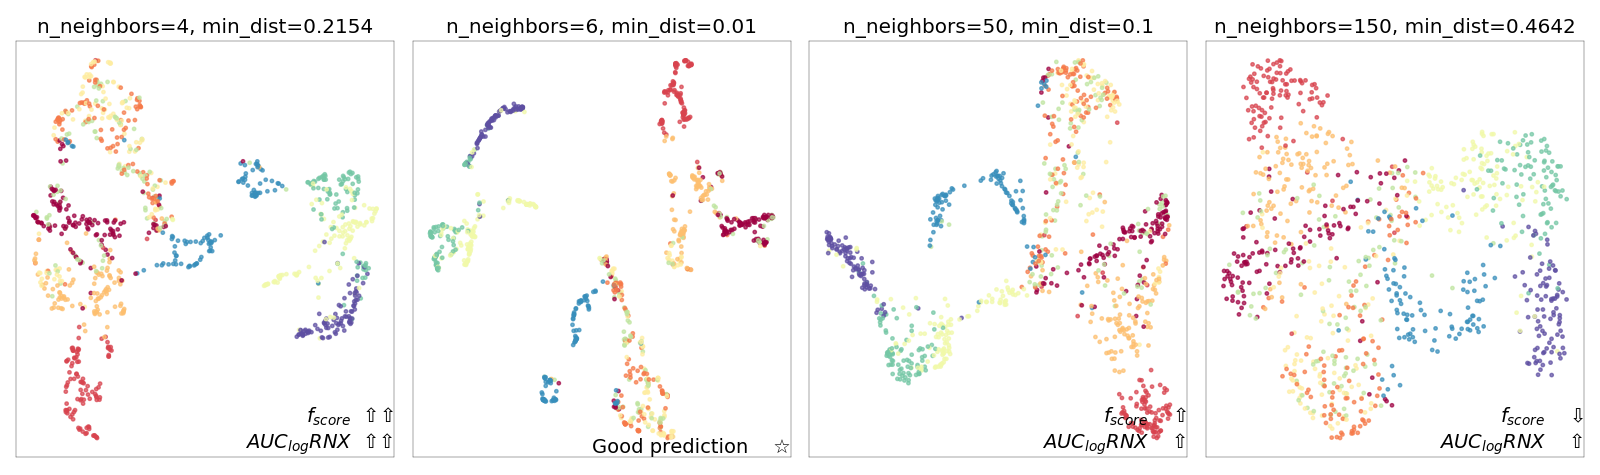 n_neighbors=4, min_dist=0.2154
n_neighbors=6, min_dist=0.01
n_neighbors=50, min_dist=0.1
n_neighbors=150, min_dist=0.4642
f_score ⇧⇧
AUC_logRNX ⇧⇧
Good prediction ☆
f_score ⇧
AUC_logRNX ⇧
f_score ⇩
AUC_logRNX ⇧